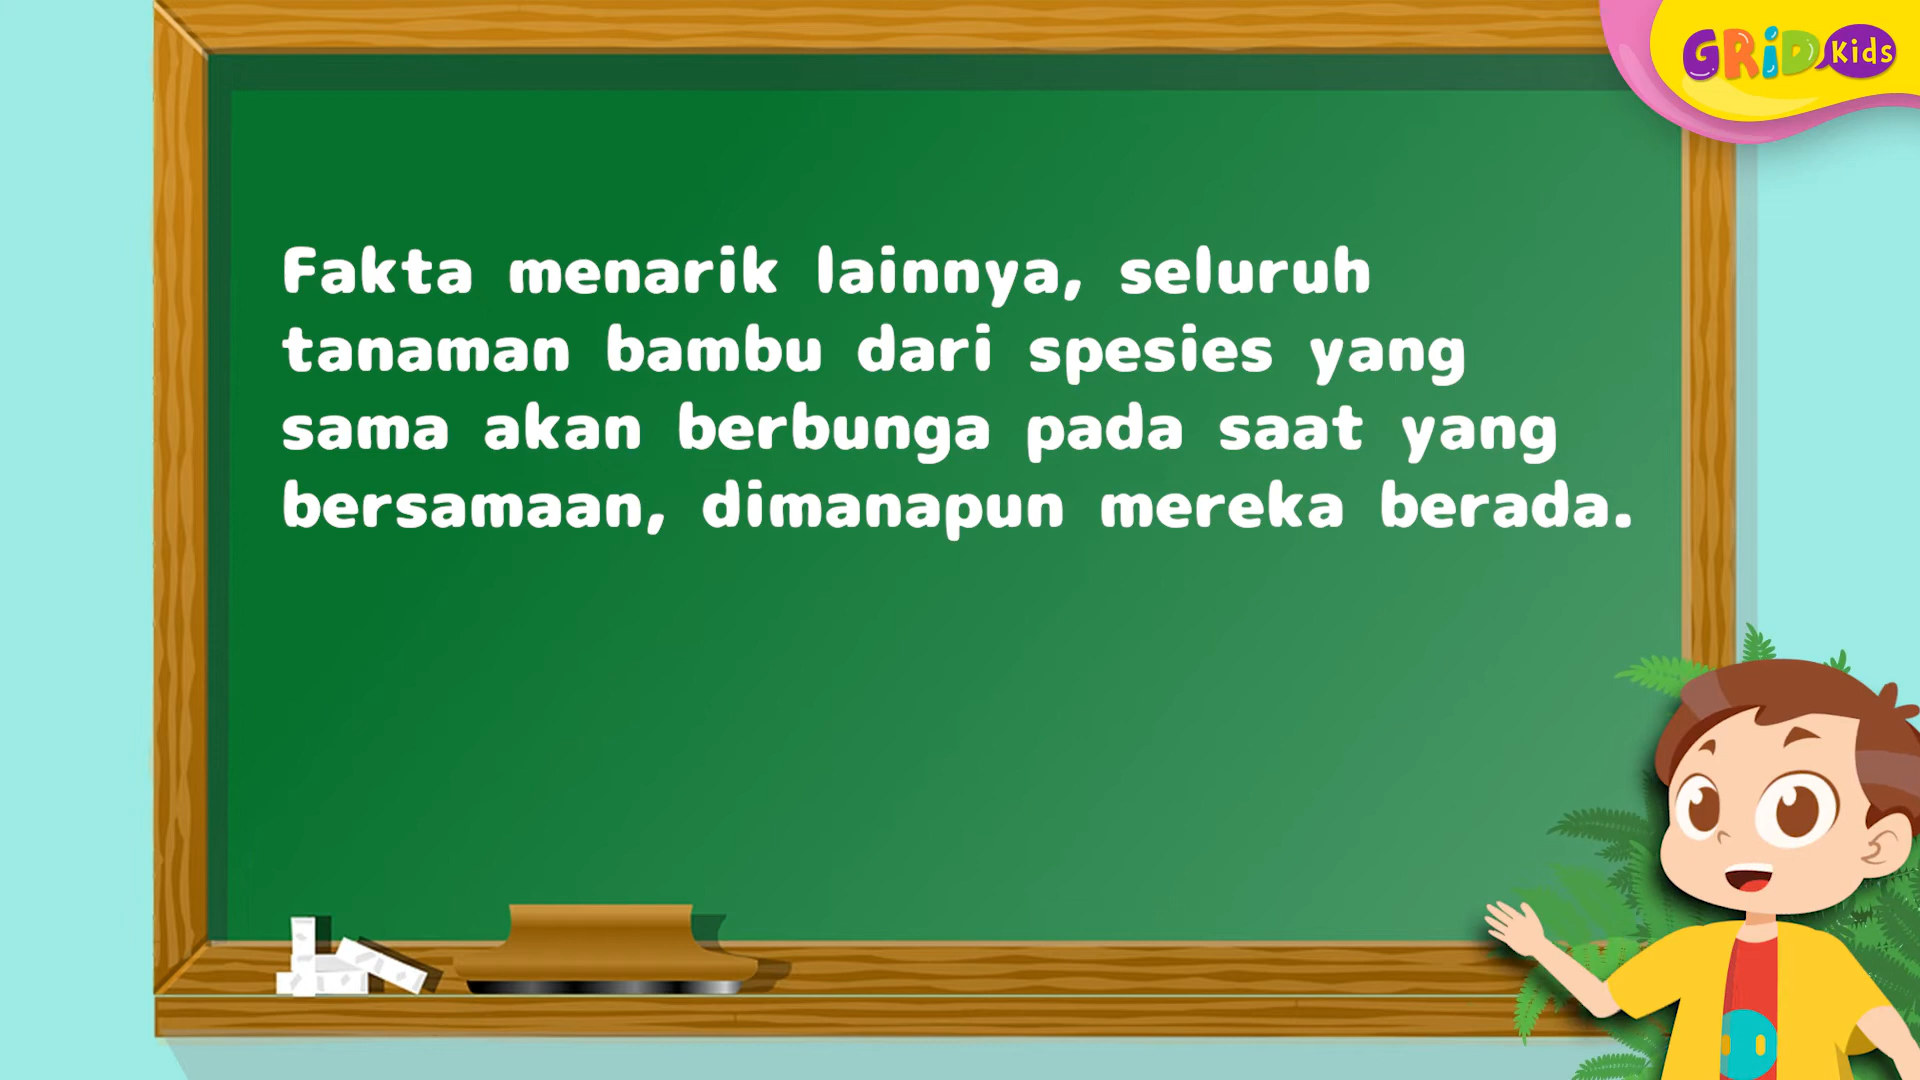 GRiD Kids
Fakta menarik lainnya, seluruh
tanaman bambu dari spesies yang
sama akan berbunga pada saat yang
bersamaan, dimanapun mereka berada.